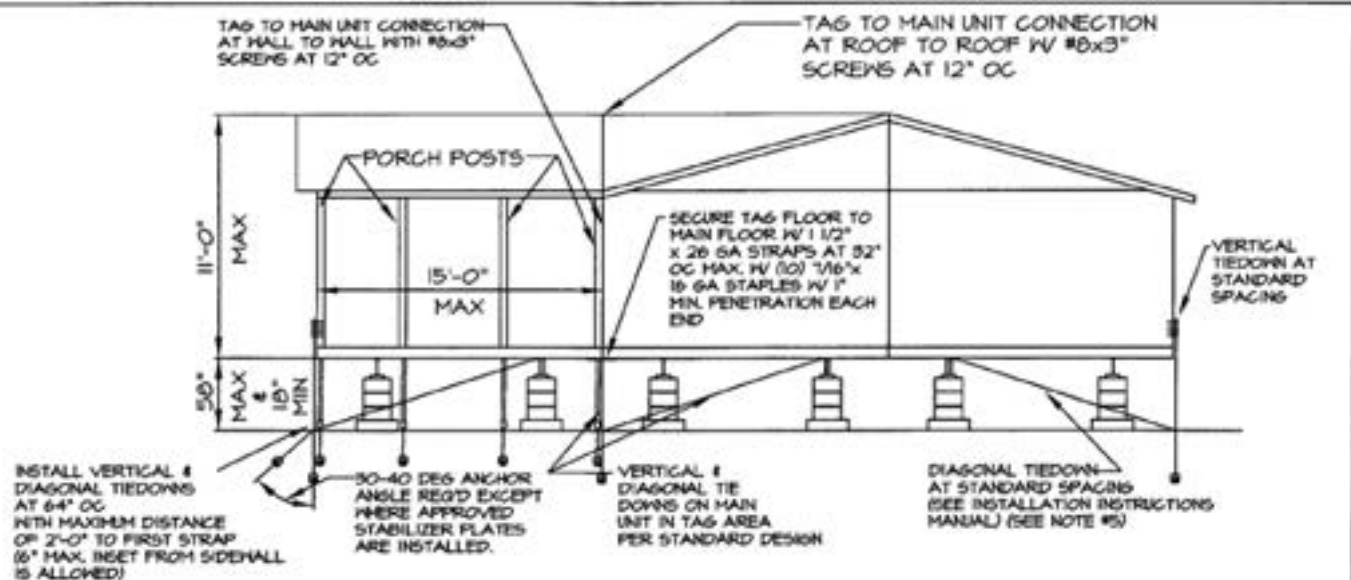 TAG TO MAIN UNIT CONNECTION
AT WALL TO WALL WITH #8x3"
SCREWS AT 12" OC
TAG TO MAIN UNIT CONNECTION
AT ROOF TO ROOF W/ #8x3"
SCREWS AT 12" OC
PORCH POSTS
11'-0"
MAX
15'-0"
MAX
SECURE TAG FLOOR TO
MAIN FLOOR W/ 1 1/2"
x 26 GA STRAPS AT 32"
OC MAX. W/ (10) 7/16"x
16 GA STAPLES W/ 1"
MIN. PENETRATION EACH
END
VERTICAL
TIEDOWN AT
STANDARD
SPACING
58"
MAX
&
18"
MIN
INSTALL VERTICAL &
DIAGONAL TIEDOWNS
AT 64" OC
WITH MAXIMUM DISTANCE
OF 2'-0" TO FIRST STRAP
(6" MAX. INSET FROM SIDEWALL
IS ALLOWED)
30-40 DEG ANCHOR
ANGLE REQ'D EXCEPT
WHERE APPROVED
STABILIZER PLATES
ARE INSTALLED.
VERTICAL &
DIAGONAL TIE
DOWNS ON MAIN
UNIT IN TAG AREA
PER STANDARD DESIGN
DIAGONAL TIEDOWN
AT STANDARD SPACING
(SEE INSTALLATION INSTRUCTIONS
MANUAL) (SEE NOTE #5)